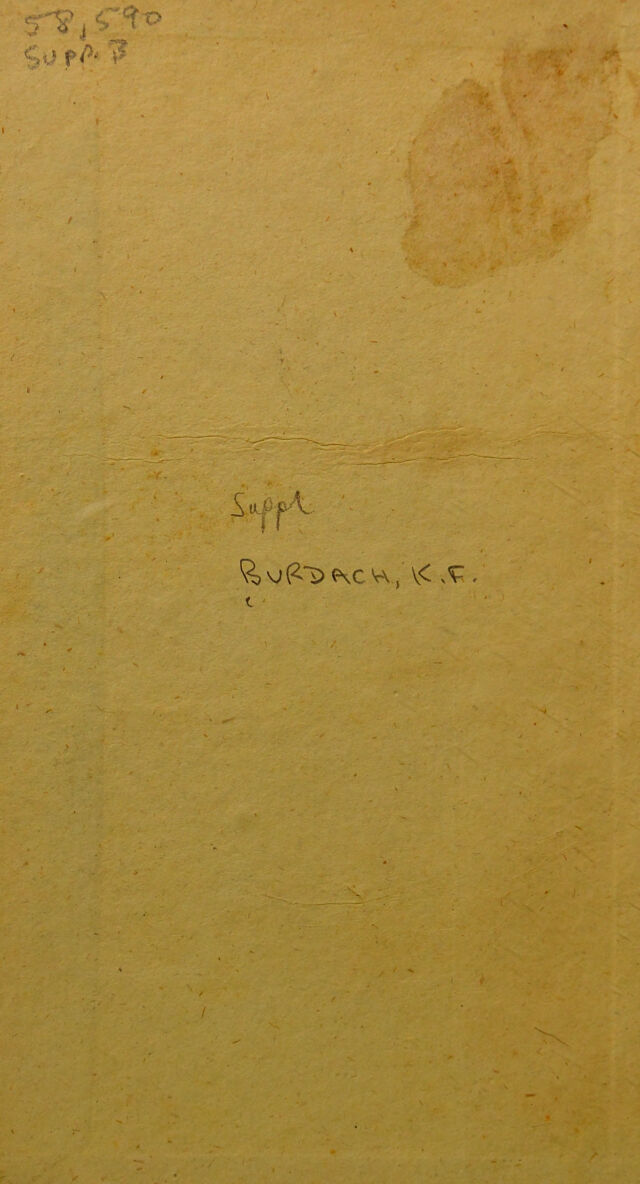 58,590
SUPP. B
Suppl
BURDACH, K.F.